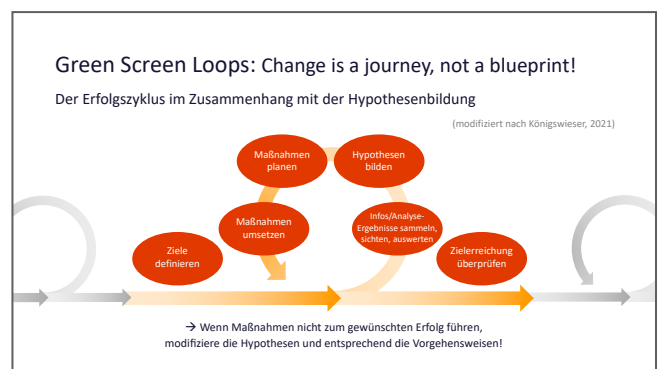 Green Screen Loops: Change is a journey, not a blueprint!
Der Erfolgszyklus im Zusammenhang mit der Hypothesenbildung
(modifiziert nach Königswieser, 2021)
Maßnahmen
planen
Hypothesen
bilden
Maßnahmen
umsetzen
Infos/Analyse-
Ergebnisse sammeln,
sichten, auswerten
Ziele
definieren
Zielerreichung
überprüfen
→ Wenn Maßnahmen nicht zum gewünschten Erfolg führen,
modifiziere die Hypothesen und entsprechend die Vorgehensweisen!